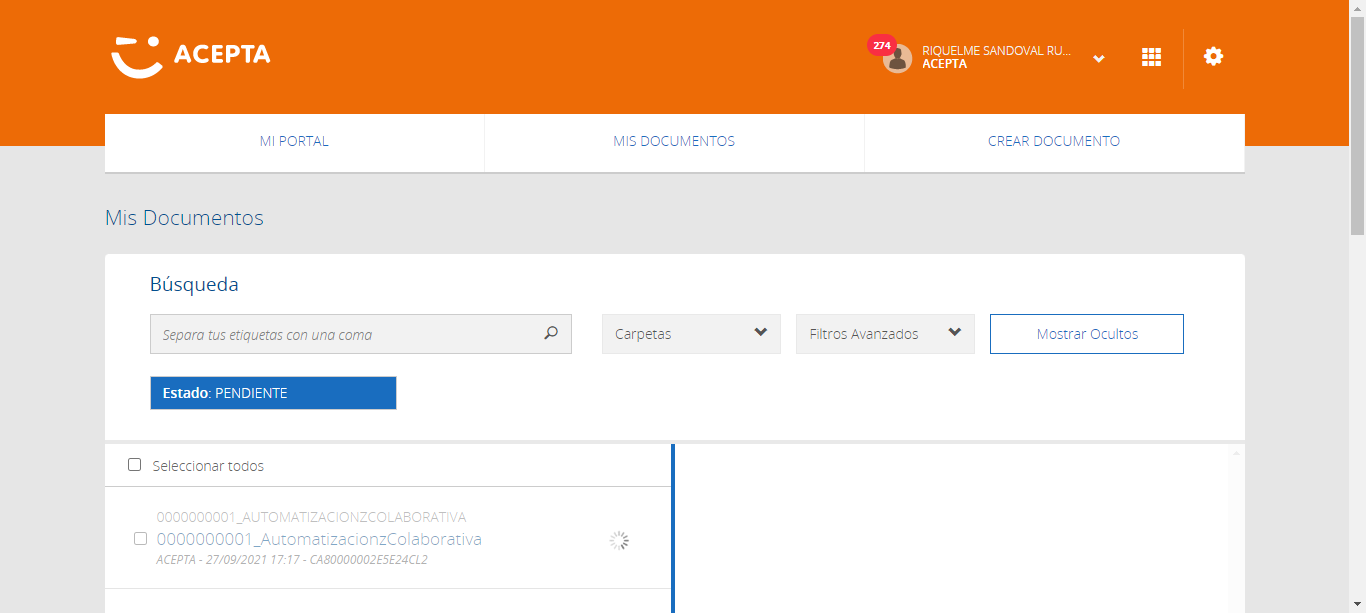 ACEPTA
274
RIQUELME SANDOVAL RU...
ACEPTA
MI PORTAL
MIS DOCUMENTOS
CREAR DOCUMENTO
Mis Documentos
Búsqueda
Separa tus etiquetas con una coma
Carpetas
Filtros Avanzados
Mostrar Ocultos
Estado: PENDIENTE
Seleccionar todos
0000000001_AUTOMATIZACIONZCOLABORATIVA
0000000001_AutomatizacionzColaborativa
ACEPTA - 27/09/2021 17:17 - CA80000002E5E24CL2